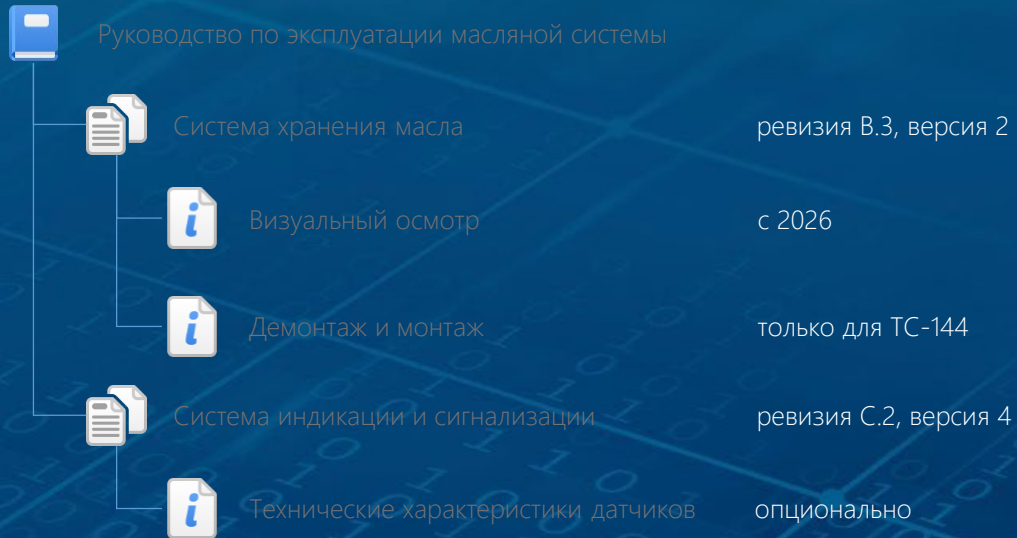 Руководство по эксплуатации масляной системы
Система хранения масла ревизия В.3, версия 2
Визуальный осмотр с 2026
Демонтаж и монтаж только для ТС-144
Система индикации и сигнализации ревизия С.2, версия 4
Технические характеристики датчиков опционально